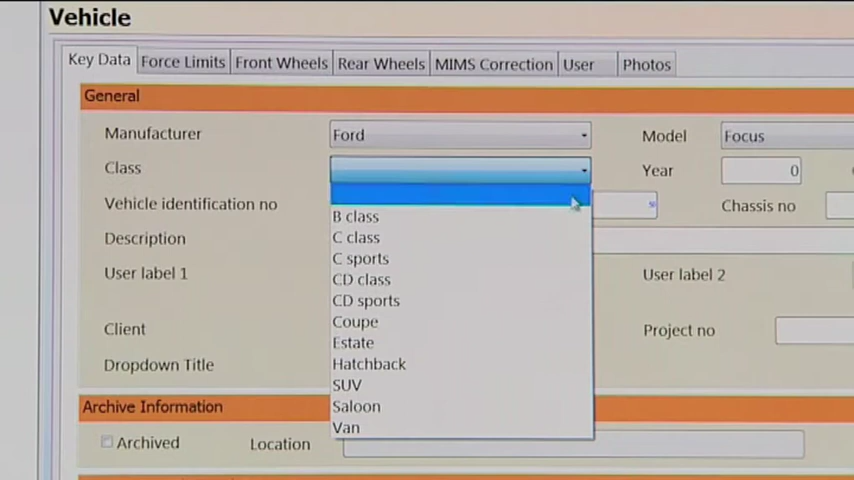 Vehicle
Key Data Force Limits Front Wheels Rear Wheels MIMS Correction User Photos
General
Manufacturer Ford Model Focus
Class Year 0
Vehicle identification no Chassis no
B class
Description
C class
C sports
User label 1 User label 2
CD class
CD sports
Client Coupe Project no
Estate
Dropdown Title Hatchback
SUV
Archive Information Saloon
Van
Archived Location